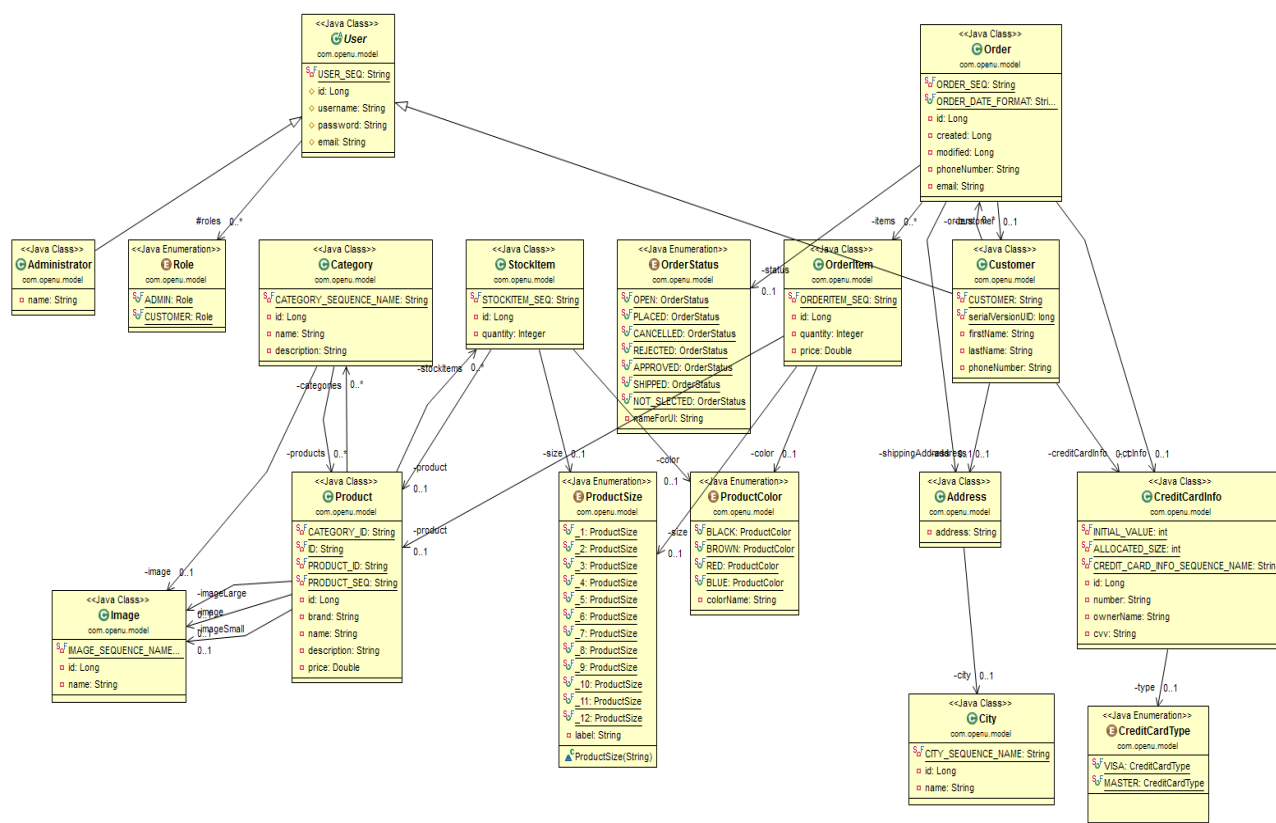 <<Java Class>>
User
com.openu.model
USER_SEQ: String
id: Long
username: String
password: String
email: String
<<Java Class>>
Order
com.openu.model
ORDER_SEQ: String
ORDER_DATE_FORMAT: Stri...
id: Long
created: Long
modified: Long
phoneNumber: String
email: String
#roles 0..*
-items 0..*
0..1
-status
0..1
<<Java Class>>
Administrator
com.openu.model
name: String
<<Java Enumeration>>
Role
com.openu.model
ADMIN: Role
CUSTOMER: Role
<<Java Class>>
Category
com.openu.model
CATEGORY_SEQUENCE_NAME: String
id: Long
name: String
description: String
<<Java Class>>
StockItem
com.openu.model
STOCKITEM_SEQ: String
id: Long
quantity: Integer
<<Java Enumeration>>
OrderStatus
com.openu.model
OPEN: OrderStatus
PLACED: OrderStatus
CANCELLED: OrderStatus
REJECTED: OrderStatus
APPROVED: OrderStatus
SHIPPED: OrderStatus
NOT_SLECTED: OrderStatus
nameForUI: String
<<Java Class>>
OrderItem
com.openu.model
ORDERITEM_SEQ: String
id: Long
quantity: Integer
price: Double
<<Java Class>>
Customer
com.openu.model
CUSTOMER: String
serialVersionUID: long
firstName: String
lastName: String
phoneNumber: String
-categories 0..*
-stockItems 0..*
-products 0..*
-product
0..1
-size 0..1
-color
0..1
-color 0..1
-shippingAddress
0..1
-creditCardInfo
0..1
<<Java Class>>
Product
com.openu.model
CATEGORY_ID: String
ID: String
PRODUCT_ID: String
PRODUCT_SEQ: String
id: Long
brand: String
name: String
description: String
price: Double
-product
0..1
<<Java Enumeration>>
ProductSize
com.openu.model
_1: ProductSize
_2: ProductSize
_3: ProductSize
_4: ProductSize
_5: ProductSize
_6: ProductSize
_7: ProductSize
_8: ProductSize
_9: ProductSize
_10: ProductSize
_11: ProductSize
_12: ProductSize
label: String
ProductSize(String)
-size
0..1
<<Java Enumeration>>
ProductColor
com.openu.model
BLACK: ProductColor
BROWN: ProductColor
RED: ProductColor
BLUE: ProductColor
colorName: String
<<Java Class>>
Address
com.openu.model
address: String
<<Java Class>>
CreditCardInfo
com.openu.model
INITIAL_VALUE: int
ALLOCATED_SIZE: int
CREDIT_CARD_INFO_SEQUENCE_NAME: String
id: Long
number: String
ownerName: String
cvv: String
-image 0..1
-imageLarge
-image
-imageSmall
0..1
<<Java Class>>
Image
com.openu.model
IMAGE_SEQUENCE_NAME...
id: Long
name: String
-city 0..1
-type 0..1
<<Java Class>>
City
com.openu.model
CITY_SEQUENCE_NAME: String
id: Long
name: String
<<Java Enumeration>>
CreditCardType
com.openu.model
VISA: CreditCardType
MASTER: CreditCardType